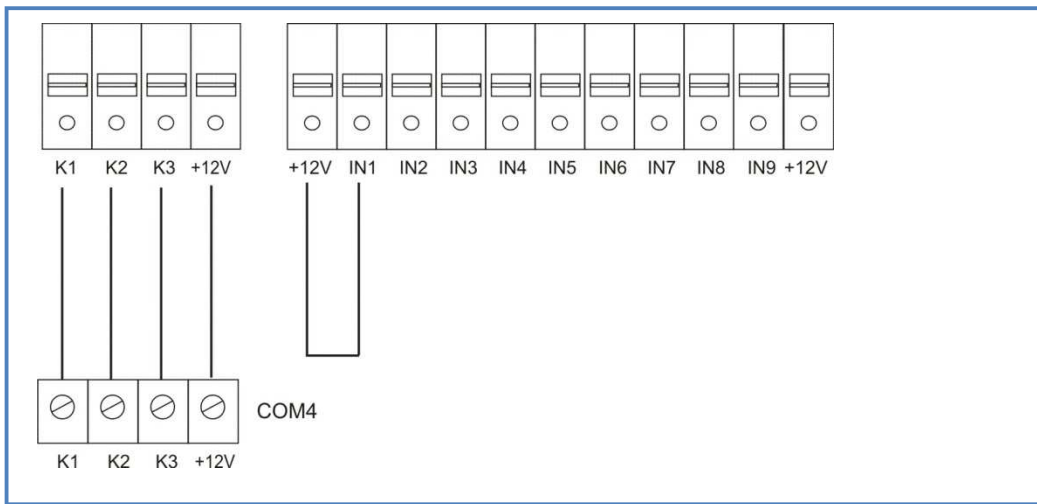 K1 K2 K3 +12V +12V IN1 IN2 IN3 IN4 IN5 IN6 IN7 IN8 IN9 +12V
COM4
K1 K2 K3 +12V